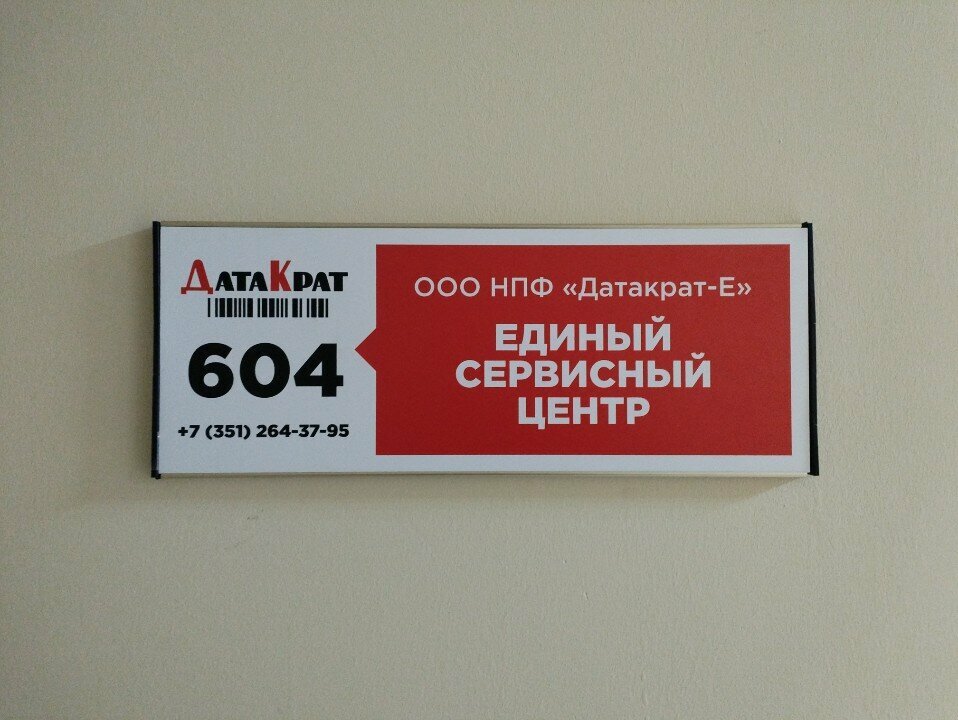 ДАТАКРАТ
604
+7 (351) 264-37-95
ООО НПФ «Датакрат-Е»
ЕДИНЫЙ
СЕРВИСНЫЙ
ЦЕНТР